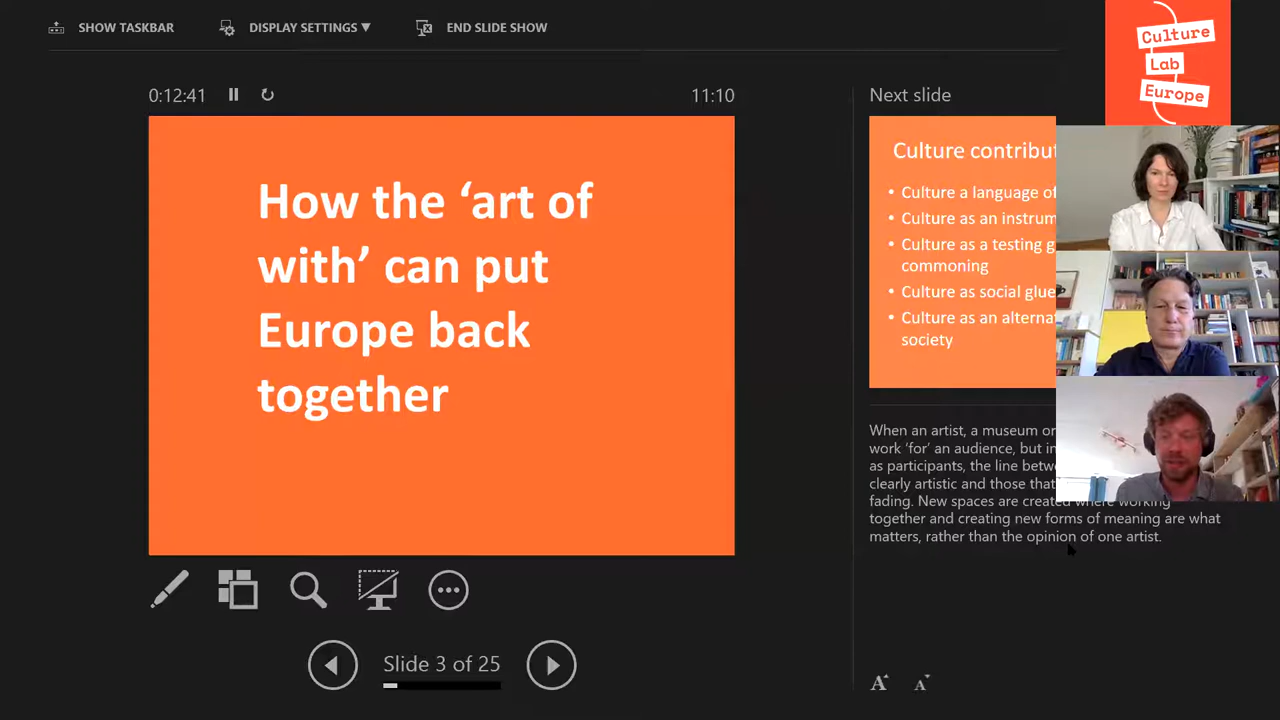 SHOW TASKBAR
DISPLAY SETTINGS ▼
END SLIDE SHOW
Culture
Lab
Europe
0:12:41
11:10
How the ‘art of
with’ can put
Europe back
together
Slide 3 of 25
Next slide
Culture contribut
• Culture a language of
• Culture as an instrum
• Culture as a testing g
commoning
• Culture as social glue
• Culture as an alterna
society
When an artist, a museum or
work ‘for’ an audience, but in
as participants, the line betw
clearly artistic and those that
fading. New spaces are created where working
together and creating new forms of meaning are what
matters, rather than the opinion of one artist.
A A